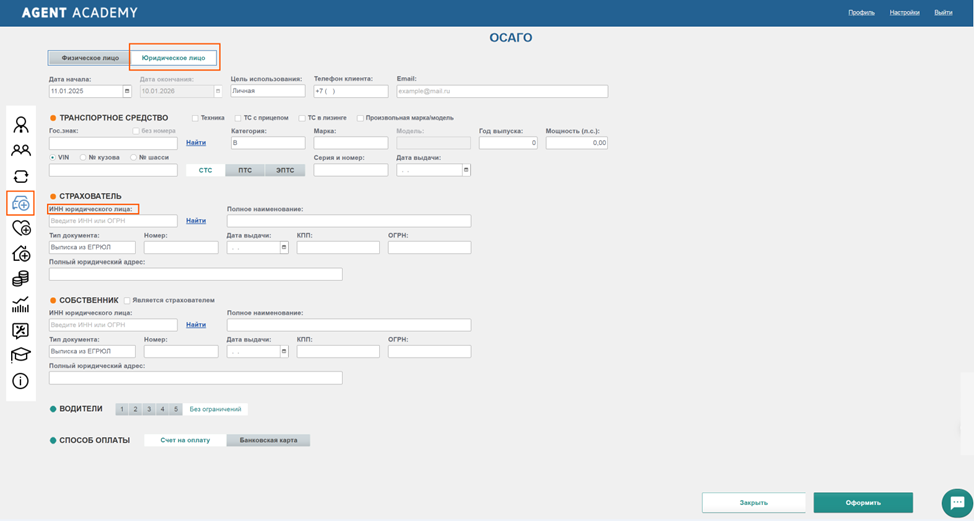 AGENT ACADEMY
Профиль Настройки Выйти
ОСАГО
Физическое лицо Юридическое лицо
Дата начала: Дата окончания: Цель использования: Телефон клиента: Email:
11.01.2025 10.01.2026 Личная +7 ( ) example@mail.ru
ТРАНСПОРТНОЕ СРЕДСТВО Техника ТС с прицепом ТС в лизинге Произвольная марка/модель
Гос.знак: без номера Категория: Марка: Модель: Год выпуска: Мощность (л.с.):
Найти B 0 0,00
VIN № кузова № шасси Серия и номер: Дата выдачи:
СТС ПТС ЭПТС . .
СТРАХОВАТЕЛЬ
ИНН юридического лица: Полное наименование:
Введите ИНН или ОГРН Найти
Тип документа: Номер: Дата выдачи: КПП: ОГРН:
Выписка из ЕГРЮЛ . .
Полный юридический адрес:
СОБСТВЕННИК Является страхователем
ИНН юридического лица: Полное наименование:
Введите ИНН или ОГРН Найти
Тип документа: Номер: Дата выдачи: КПП: ОГРН:
Выписка из ЕГРЮЛ . .
Полный юридический адрес:
ВОДИТЕЛИ 1 2 3 4 5 Без ограничений
СПОСОБ ОПЛАТЫ Счет на оплату Банковская карта
Закрыть Оформить